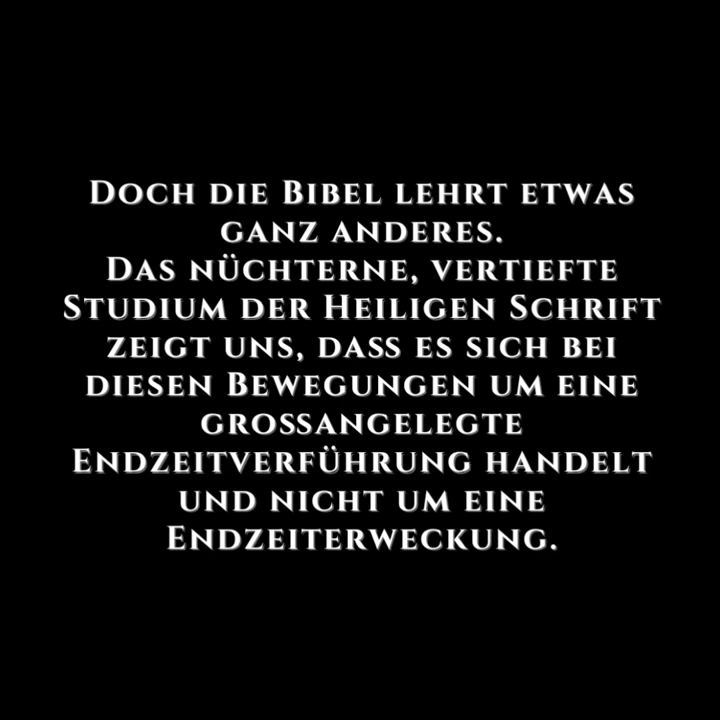 Doch die Bibel lehrt etwas
ganz anderes.
Das nüchterne, vertiefte
Studium der Heiligen Schrift
zeigt uns, dass es sich bei
diesen Bewegungen um eine
grossangelegte
Endzeitverführung handelt
und nicht um eine
Endzeiterweckung.